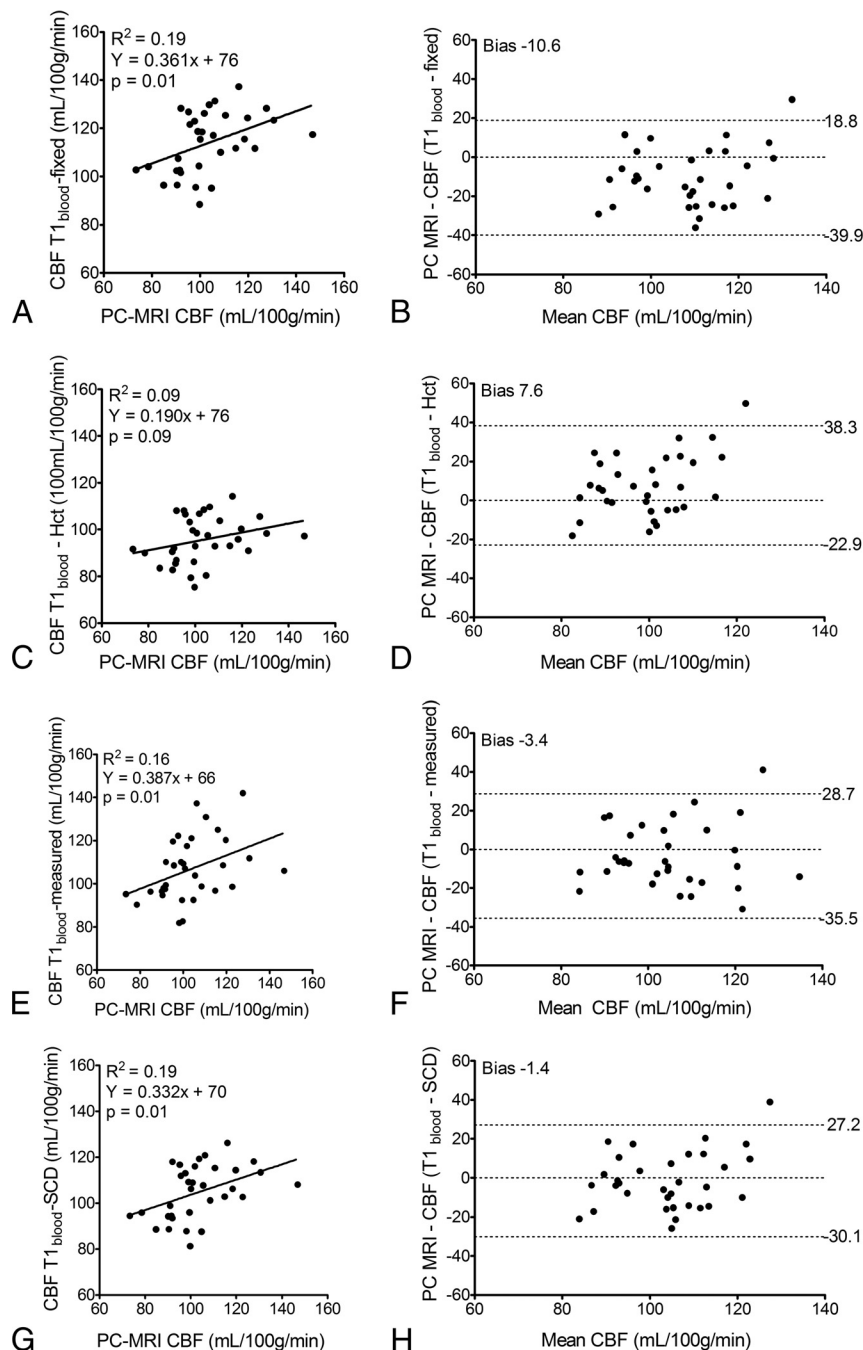 R² = 0.19
Y = 0.361x + 76
p = 0.01
CBF T1blood-fixed (mL/100g/min)
160
140
120
100
80
60
60 80 100 120 140 160
PC-MRI CBF (mL/100g/min)
A
Bias -10.6
PC MRI - CBF (T1 blood - fixed)
60
40
20
0
-20
-40
-60
18.8
-39.9
60 80 100 120 140
Mean CBF (mL/100g/min)
B
R² = 0.09
Y = 0.190x + 76
p = 0.09
CBF T1blood - Hct (100mL/100g/min)
160
140
120
100
80
60
60 80 100 120 140 160
PC-MRI CBF (mL/100g/min)
C
Bias 7.6
PC MRI - CBF (T1 blood - Hct)
60
40
20
0
-20
-40
-60
38.3
-22.9
60 80 100 120 140
Mean CBF (mL/100g/min)
D
R² = 0.16
Y = 0.387x + 66
p = 0.01
CBF T1blood-measured (mL/100g/min)
160
140
120
100
80
60
60 80 100 120 140 160
PC-MRI CBF (mL/100g/min)
E
Bias -3.4
PC MRI - CBF (T1 blood - measured)
60
40
20
0
-20
-40
-60
28.7
-35.5
60 80 100 120 140
Mean CBF (mL/100g/min)
F
R² = 0.19
Y = 0.332x + 70
p = 0.01
CBF T1blood-SCD (mL/100g/min)
160
140
120
100
80
60
60 80 100 120 140 160
PC-MRI CBF (mL/100g/min)
G
Bias -1.4
PC MRI - CBF (T1 blood - SCD)
60
40
20
0
-20
-40
-60
27.2
-30.1
60 80 100 120 140
Mean CBF (mL/100g/min)
H